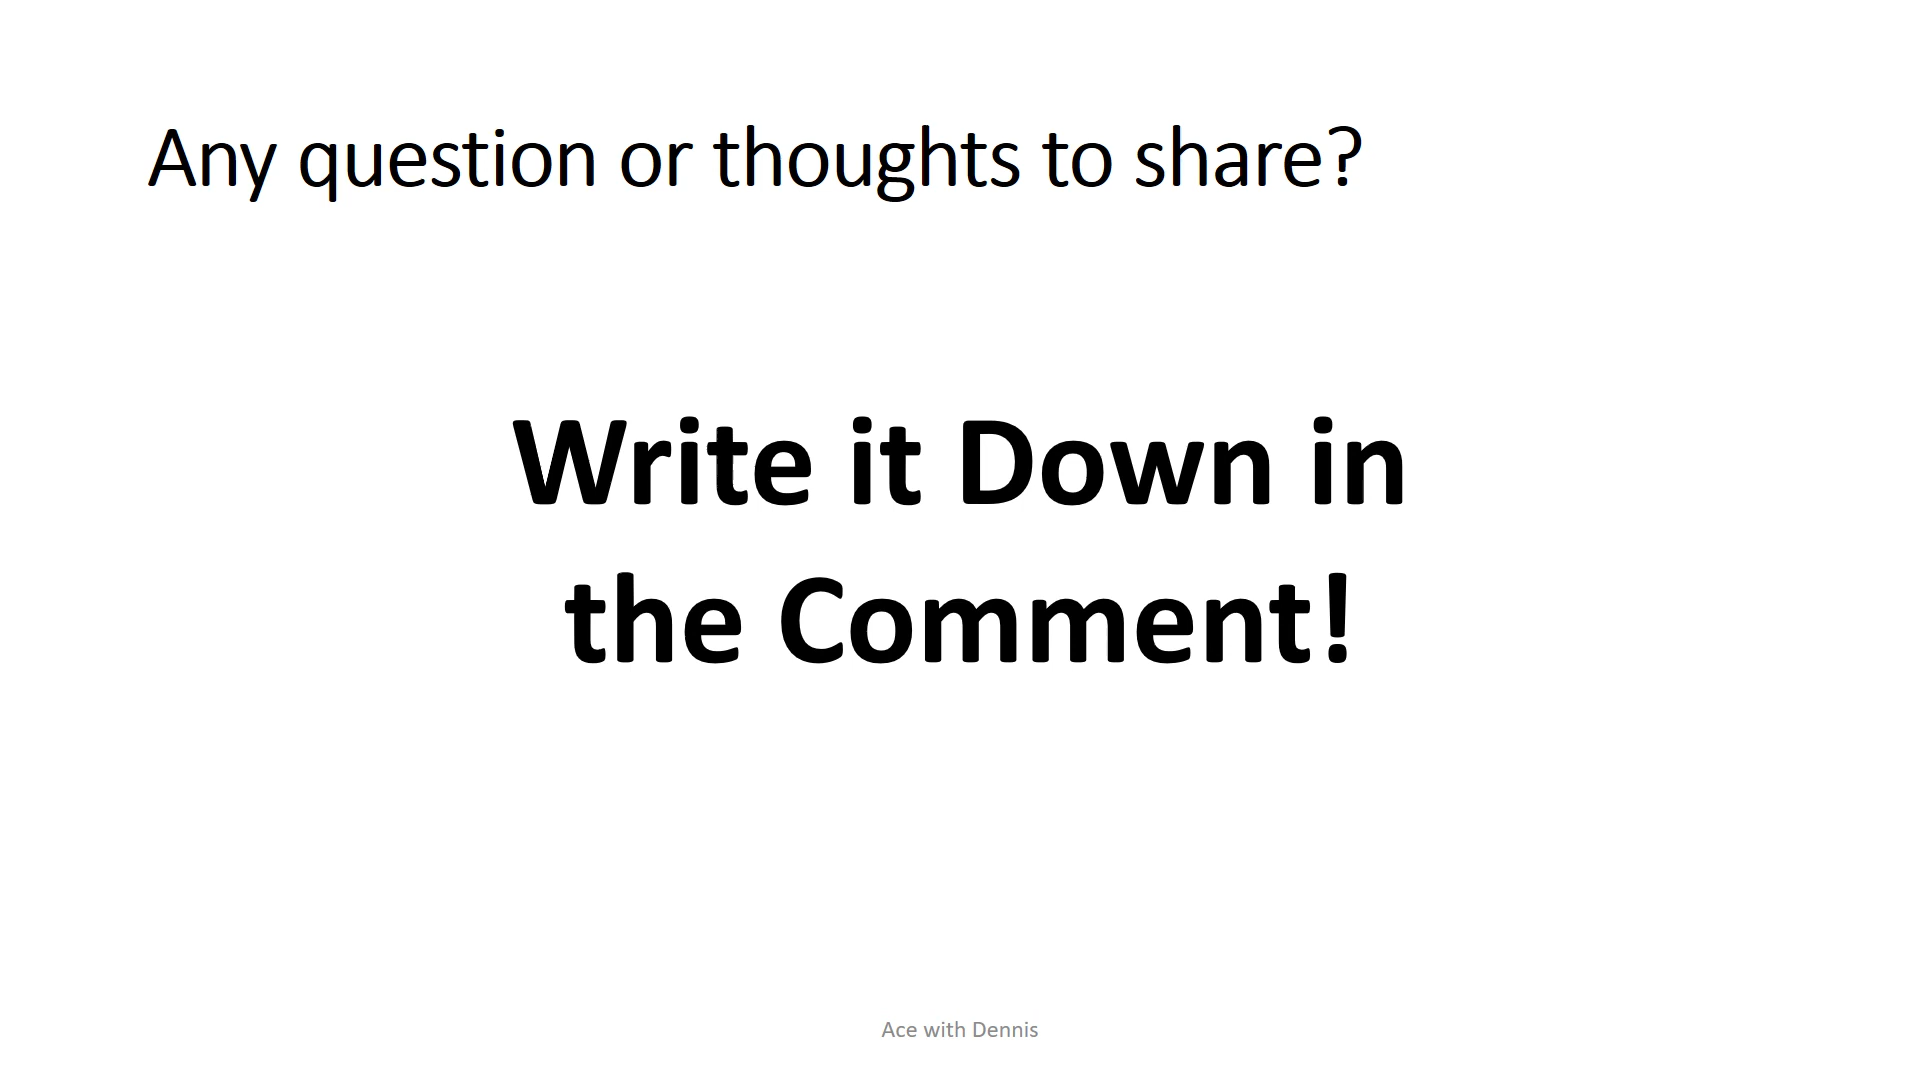 Any question or thoughts to share?
Write it Down in
the Comment!
Ace with Dennis